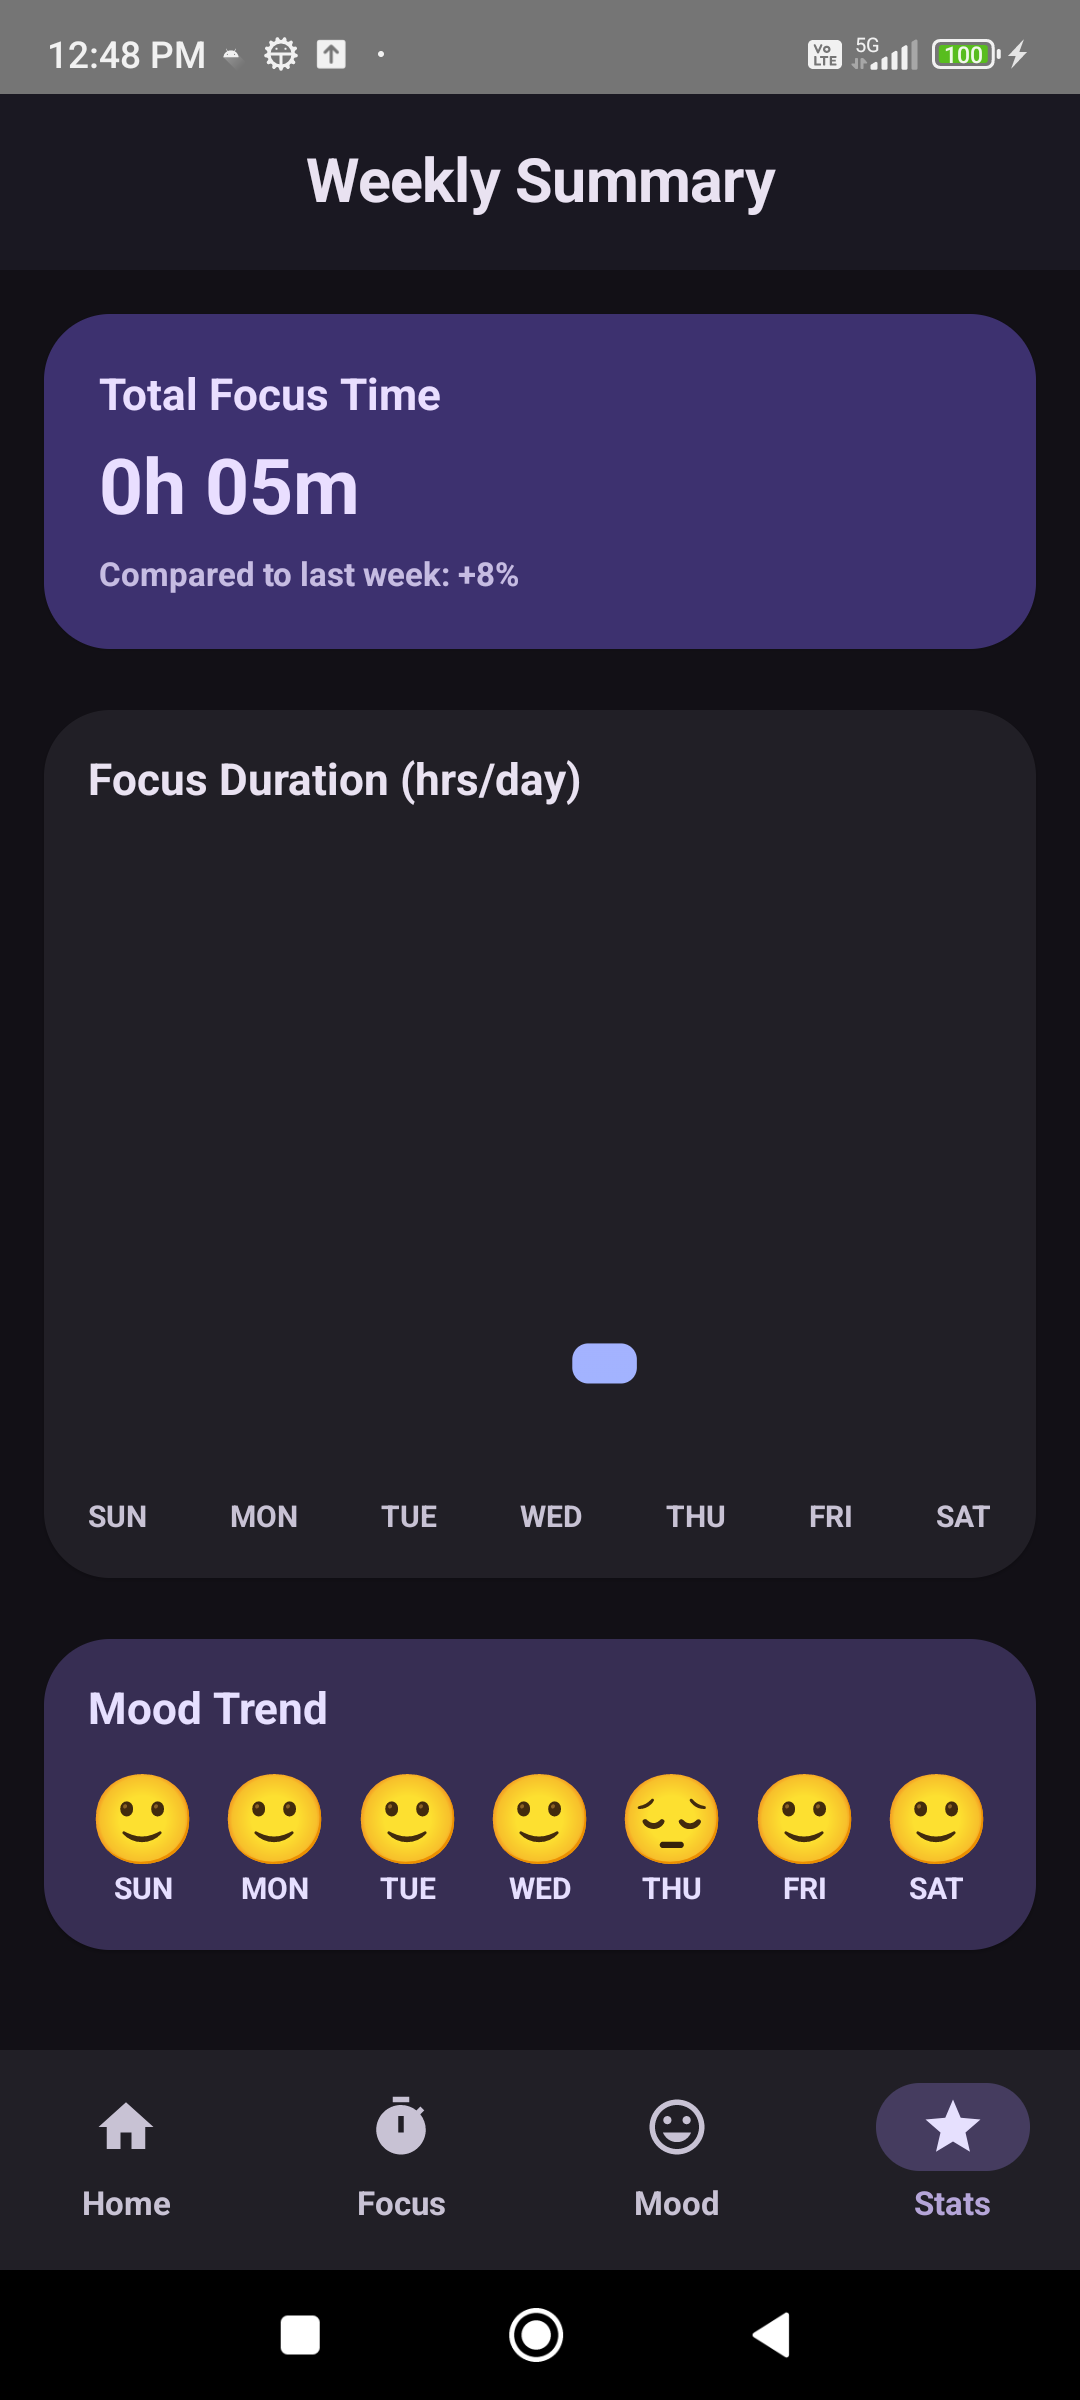 12:48 PM
Vo LTE 5G 100
Weekly Summary
Total Focus Time
0h 05m
Compared to last week: +8%
Focus Duration (hrs/day)
SUN MON TUE WED THU FRI SAT
Mood Trend
SUN MON TUE WED THU FRI SAT
Home Focus Mood Stats